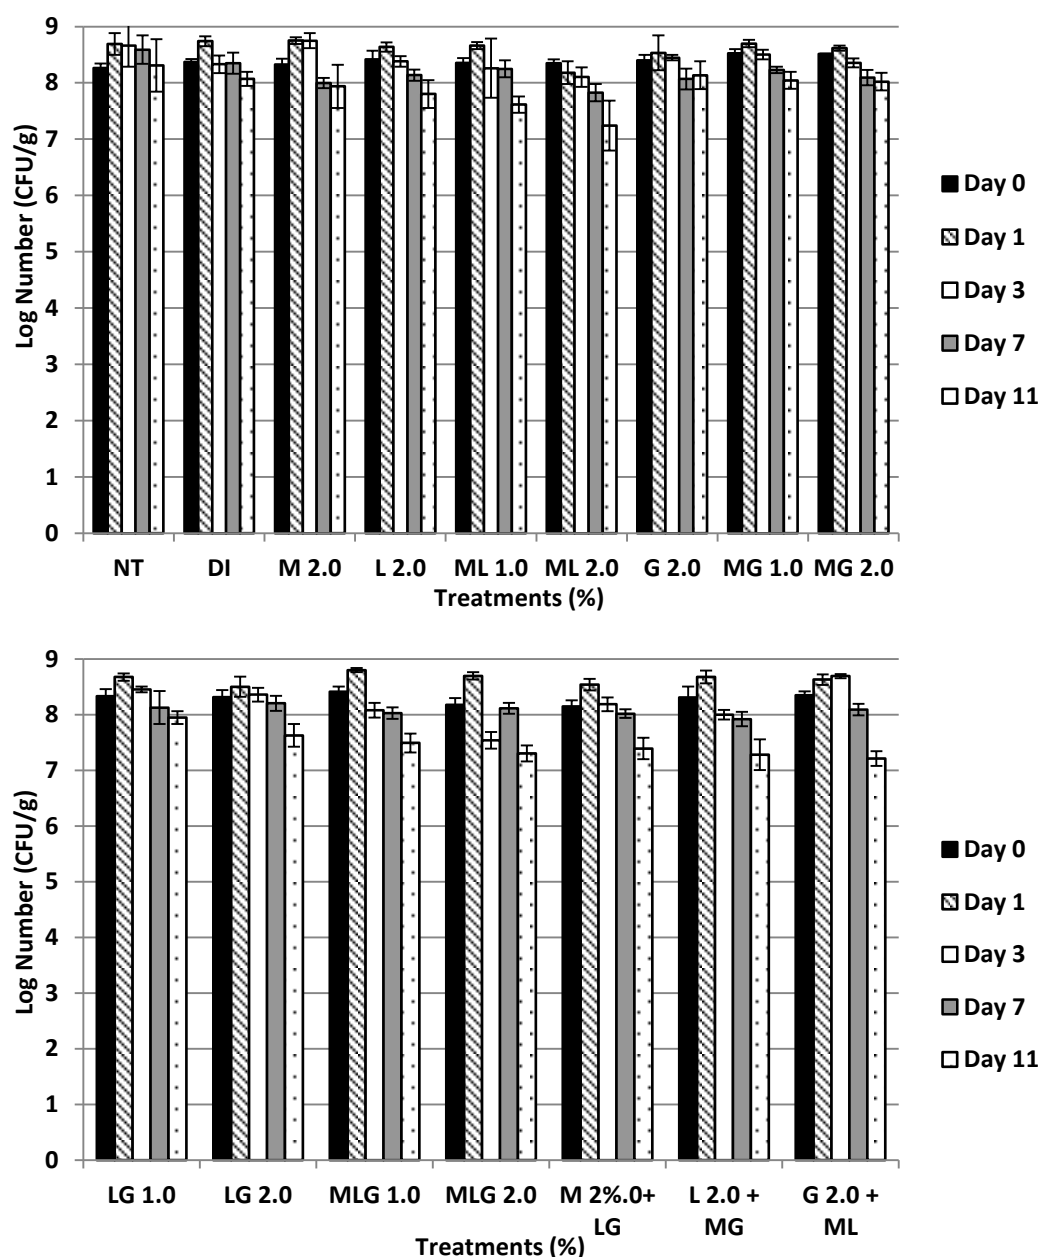 9
8
7
6
5
4
3
2
1
0
Log Number (CFU/g)
NT DI M 2.0 L 2.0 ML 1.0 ML 2.0 G 2.0 MG 1.0 MG 2.0
Treatments (%)
Day 0
Day 1
Day 3
Day 7
Day 11
9
8
7
6
5
4
3
2
1
0
Log Number (CFU/g)
LG 1.0 LG 2.0 MLG 1.0 MLG 2.0 M 2%.0+ L 2.0 + G 2.0 +
LG MG ML
Treatments (%)
Day 0
Day 1
Day 3
Day 7
Day 11